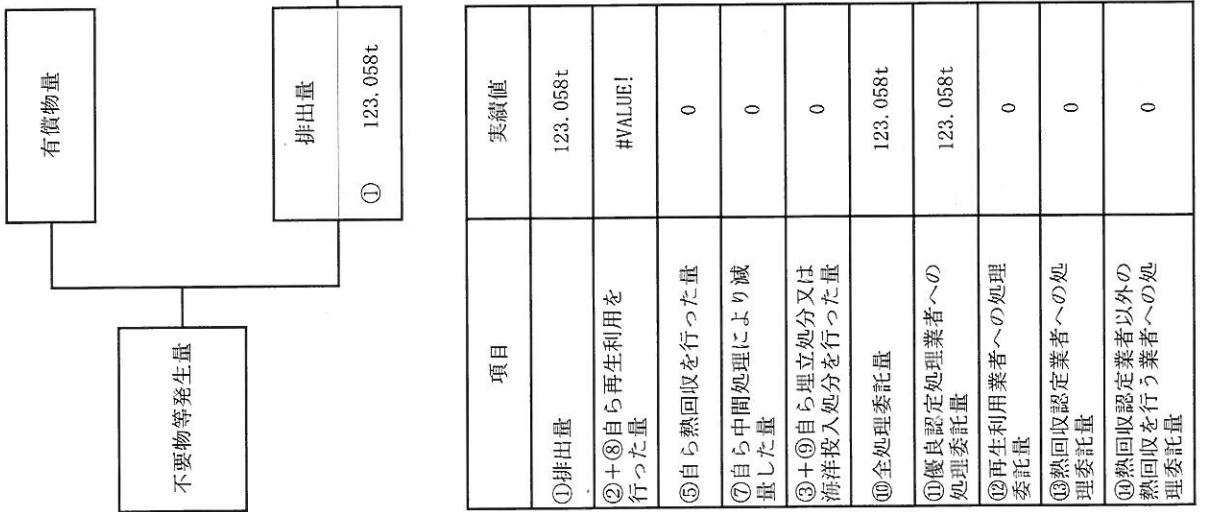 有償物量
不要物等発生量
排出量
① 123.058t
項目 実績値
①排出量 123.058t
②+⑧自ら再生利用を
行った量 #VALUE!
⑤自ら熱回収を行った量 0
⑦自ら中間処理により減
量した量 0
③+⑨自ら埋立処分又は
海洋投入処分を行った量 0
⑩全処理委託量 123.058t
⑪優良認定処理業者への
処理委託量 123.058t
⑫再生利用業者への処理
委託量 0
⑬熱回収認定業者への処
理委託量 0
⑭熱回収認定業者以外の
熱回収を行う業者への処
理委託量 0